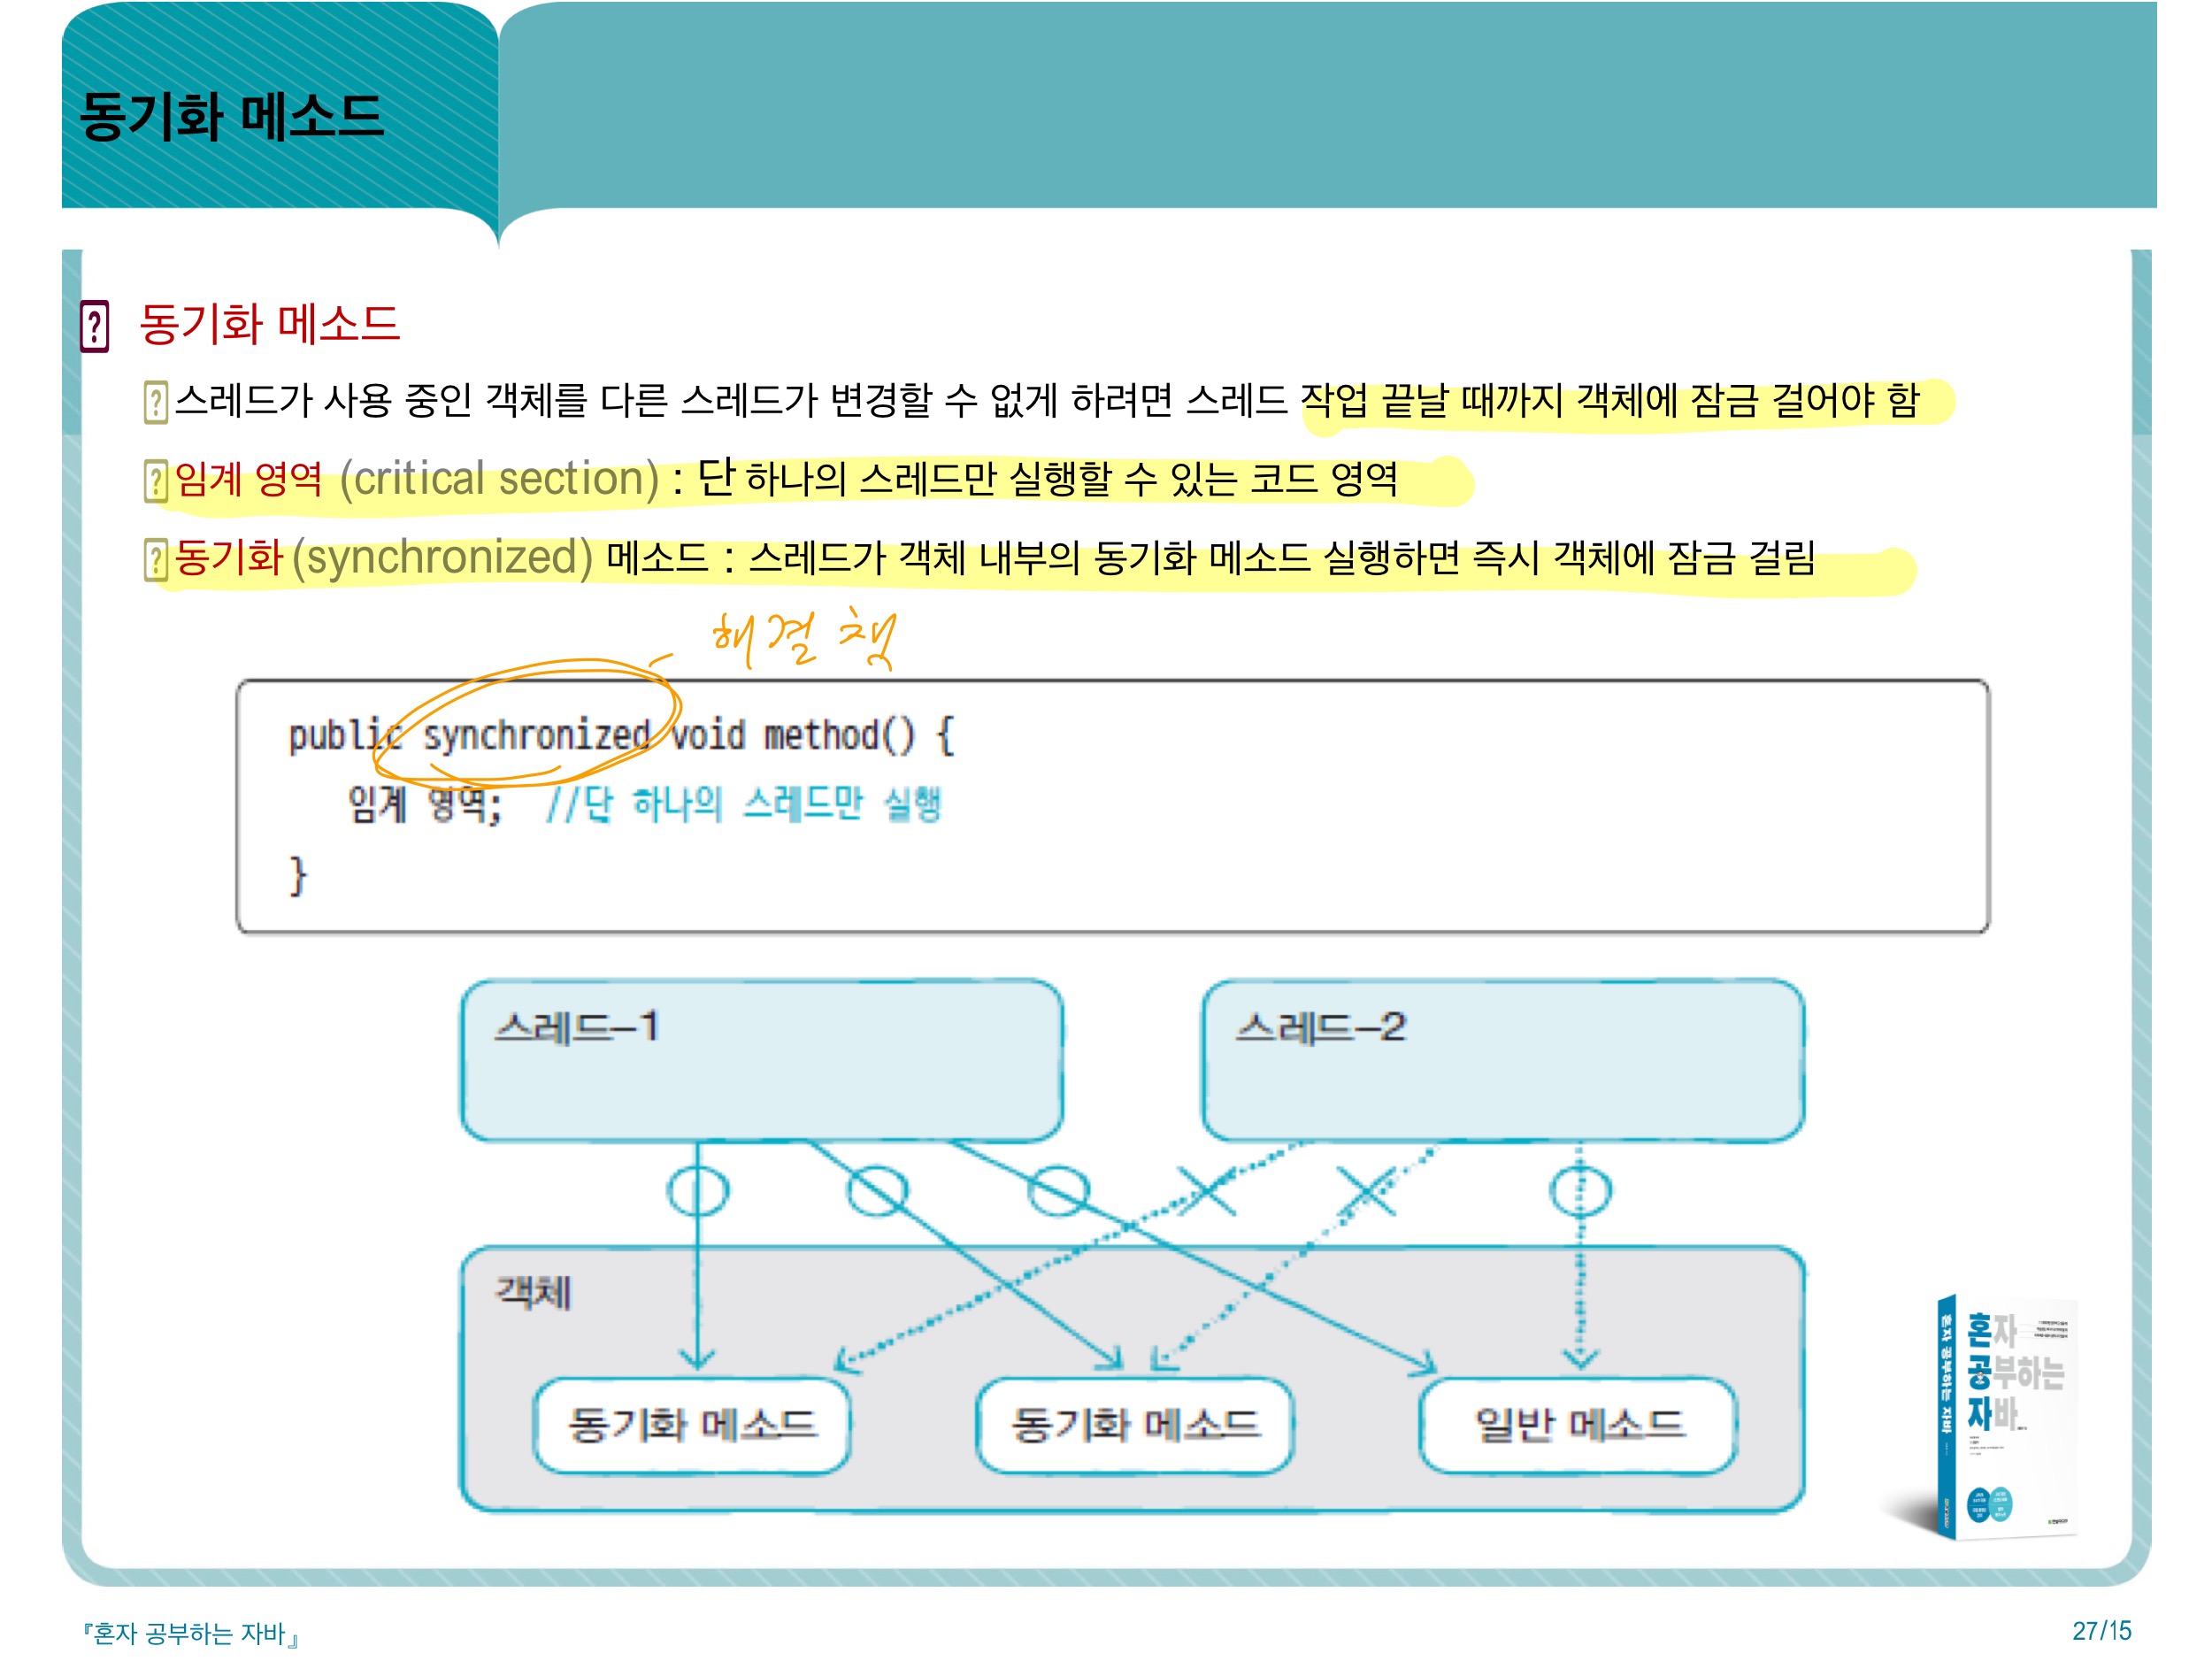 동기화 메소드
동기화 메소드
스레드가 사용 중인 객체를 다른 스레드가 변경할 수 없게 하려면 스레드 작업 끝날 때까지 객체에 잠금 걸어야 함
임계 영역 (critical section) : 단 하나의 스레드만 실행할 수 있는 코드 영역
동기화 (synchronized) 메소드 : 스레드가 객체 내부의 동기화 메소드 실행하면 즉시 객체에 잠금 걸림
해결책
public synchronized void method() {
임계 영역; //단 하나의 스레드만 실행
}
스레드-1
스레드-2
객체
동기화 메소드
동기화 메소드
일반 메소드
혼자 공부하는 자바
혼자
공부하는
자바
『혼자 공부하는 자바』
27/15